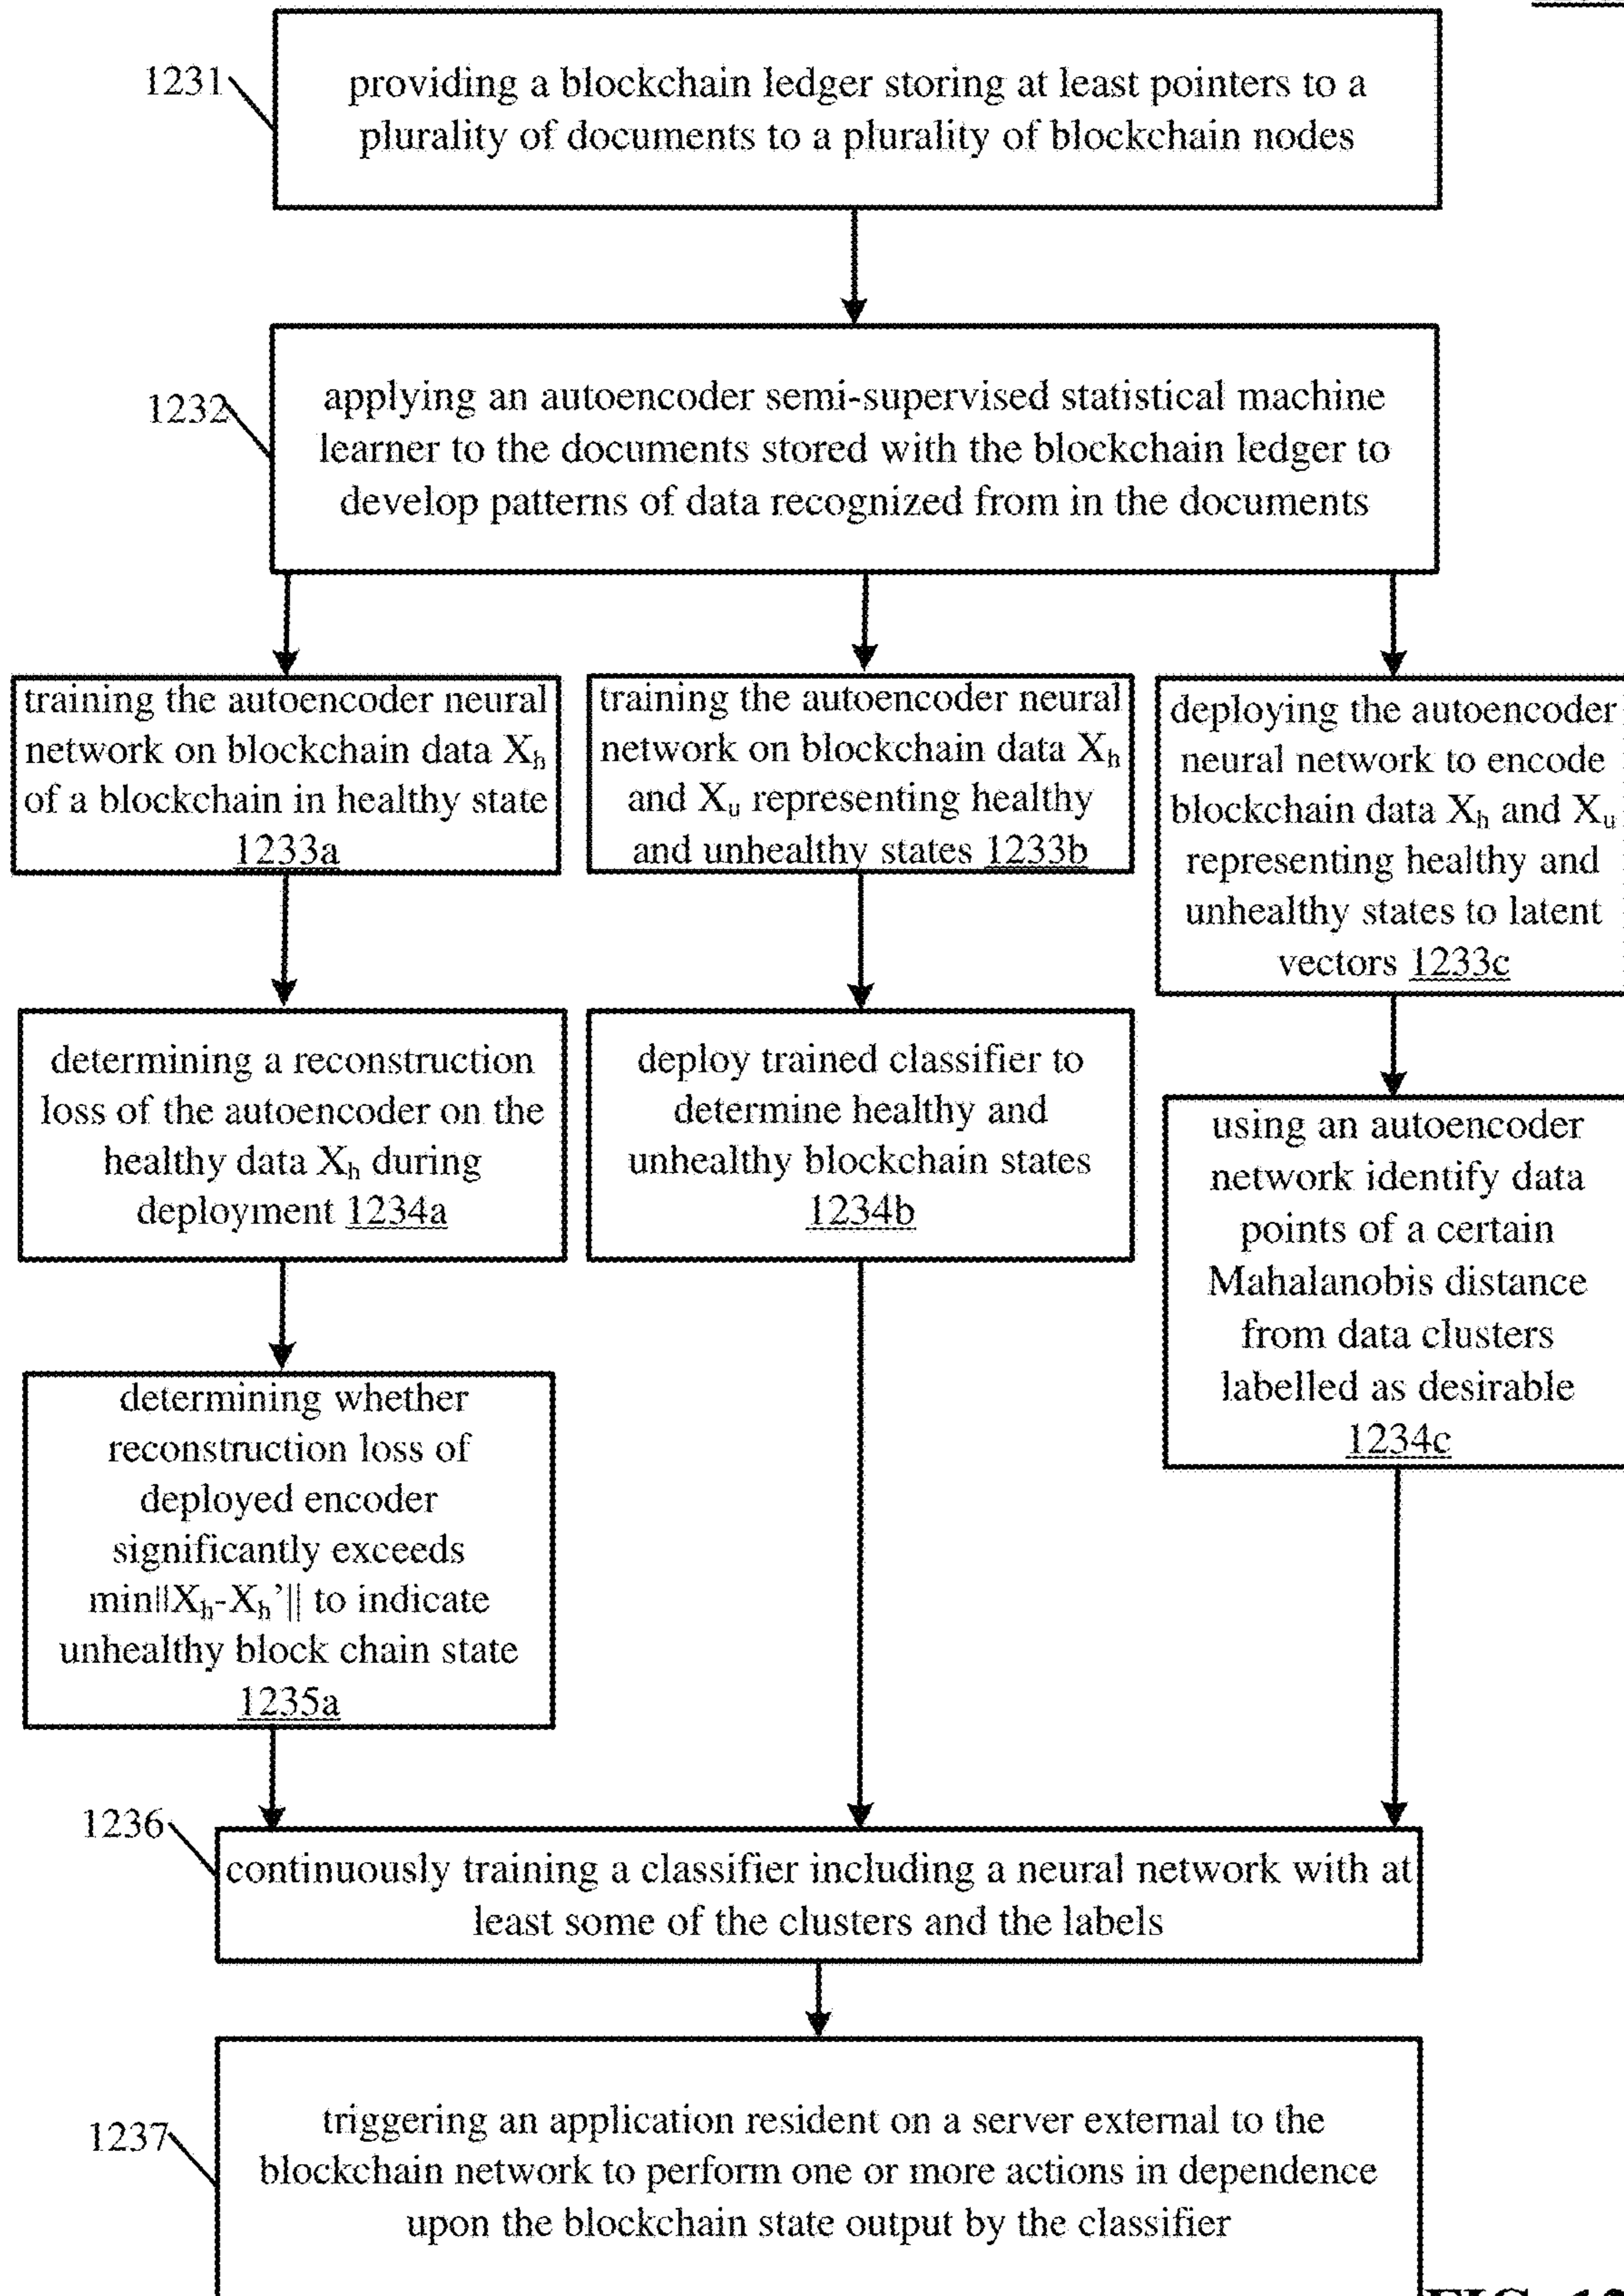 1231
providing a blockchain ledger storing at least pointers to a
plurality of documents to a plurality of blockchain nodes
1232
applying an autoencoder semi-supervised statistical machine
learner to the documents stored with the blockchain ledger to
develop patterns of data recognized from in the documents
training the autoencoder neural
network on blockchain data Xh
of a blockchain in healthy state
1233a
training the autoencoder neural
network on blockchain data Xh
and Xu representing healthy
and unhealthy states 1233b
deploying the autoencoder
neural network to encode
blockchain data Xh and Xu
representing healthy and
unhealthy states to latent
vectors 1233c
determining a reconstruction
loss of the autoencoder on the
healthy data Xh during
deployment 1234a
deploy trained classifier to
determine healthy and
unhealthy blockchain states
1234b
using an autoencoder
network identify data
points of a certain
Mahalanobis distance
from data clusters
labelled as desirable
1234c
determining whether
reconstruction loss of
deployed encoder
significantly exceeds
min||Xh-Xh’|| to indicate
unhealthy block chain state
1235a
1236
continuously training a classifier including a neural network with at
least some of the clusters and the labels
1237
triggering an application resident on a server external to the
blockchain network to perform one or more actions in dependence
upon the blockchain state output by the classifier